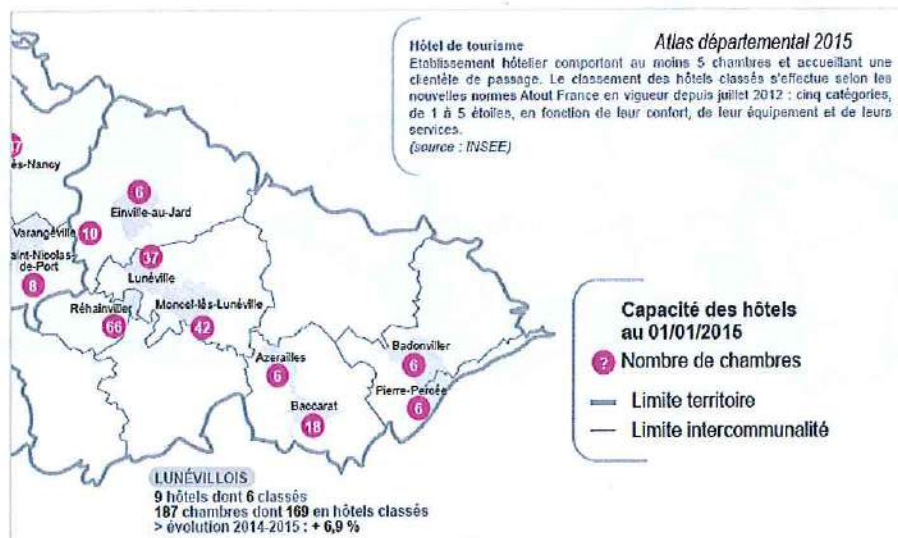 Atlas départemental 2015
Hôtel de tourisme
Etablissement hôtelier comportant au moins 5 chambres et accueillant une
clientèle de passage. Le classement des hôtels classés s'effectue selon les
nouvelles normes Atout France en vigueur depuis juillet 2012 : cinq catégories,
de 1 à 5 étoiles, en fonction de leur confort, de leur équipement et de leurs
services.
(source : INSEE)
7
ès-Nancy
6
Einville-au-Jard
Varangéville
10
aint-Nicolas-
de-Port
8
37
Lunéville
Réhainviller
66
Moncel-lès-Lunéville
42
Azerailles
6
Baccarat
18
Badonviller
6
Pierre-Percée
6
Capacité des hôtels
au 01/01/2015
? Nombre de chambres
Limite territoire
Limite intercommunalité
LUNÉVILLOIS
9 hôtels dont 6 classés
187 chambres dont 169 en hôtels classés
> évolution 2014-2015 : + 6,9 %